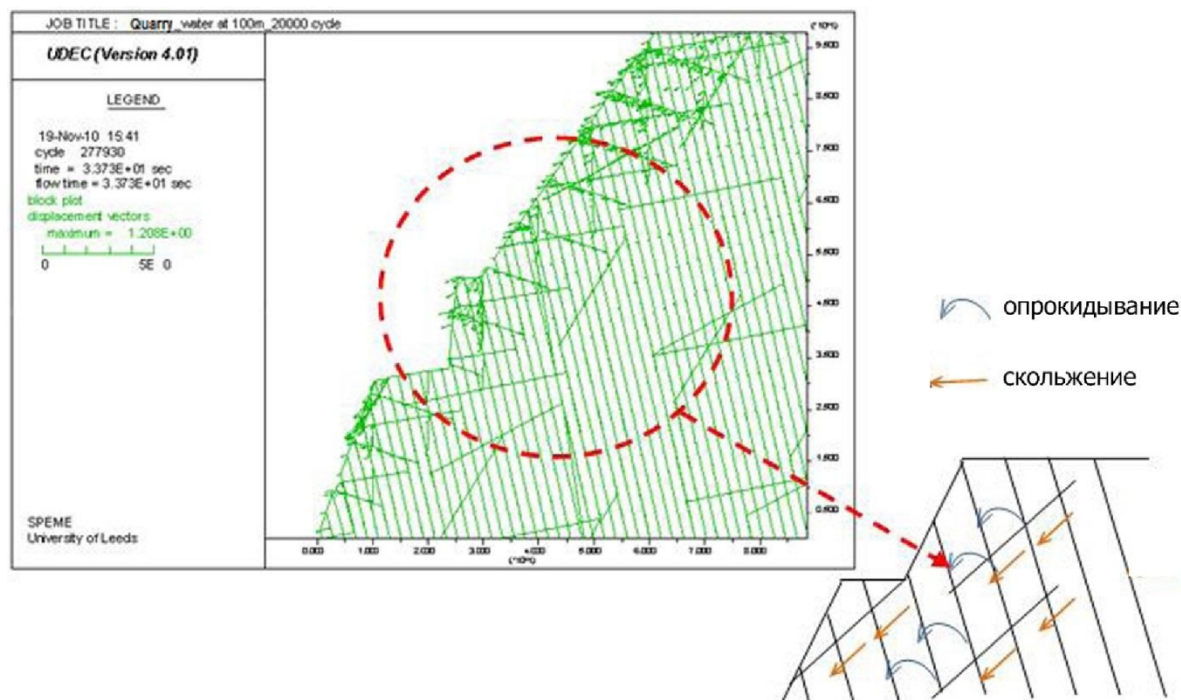 JOB TITLE : Quarry_water at 100m_20000 cycle
(*10^1)
UDEC (Version 4.01)
LEGEND
19-Nov-10 15:41
cycle 277930
time = 3.373E+01 sec
flow time = 3.373E+01 sec
block plot
displacement vectors
maximum = 1.208E+00
0 5E 0
SPEME
University of Leeds
9.500
8.500
7.500
6.500
5.500
4.500
3.500
2.500
1.500
0.500
0.000 1.000 2.000 3.000 4.000 5.000 6.000 7.000 8.000
(*10^1)
опрокидывание
скольжение